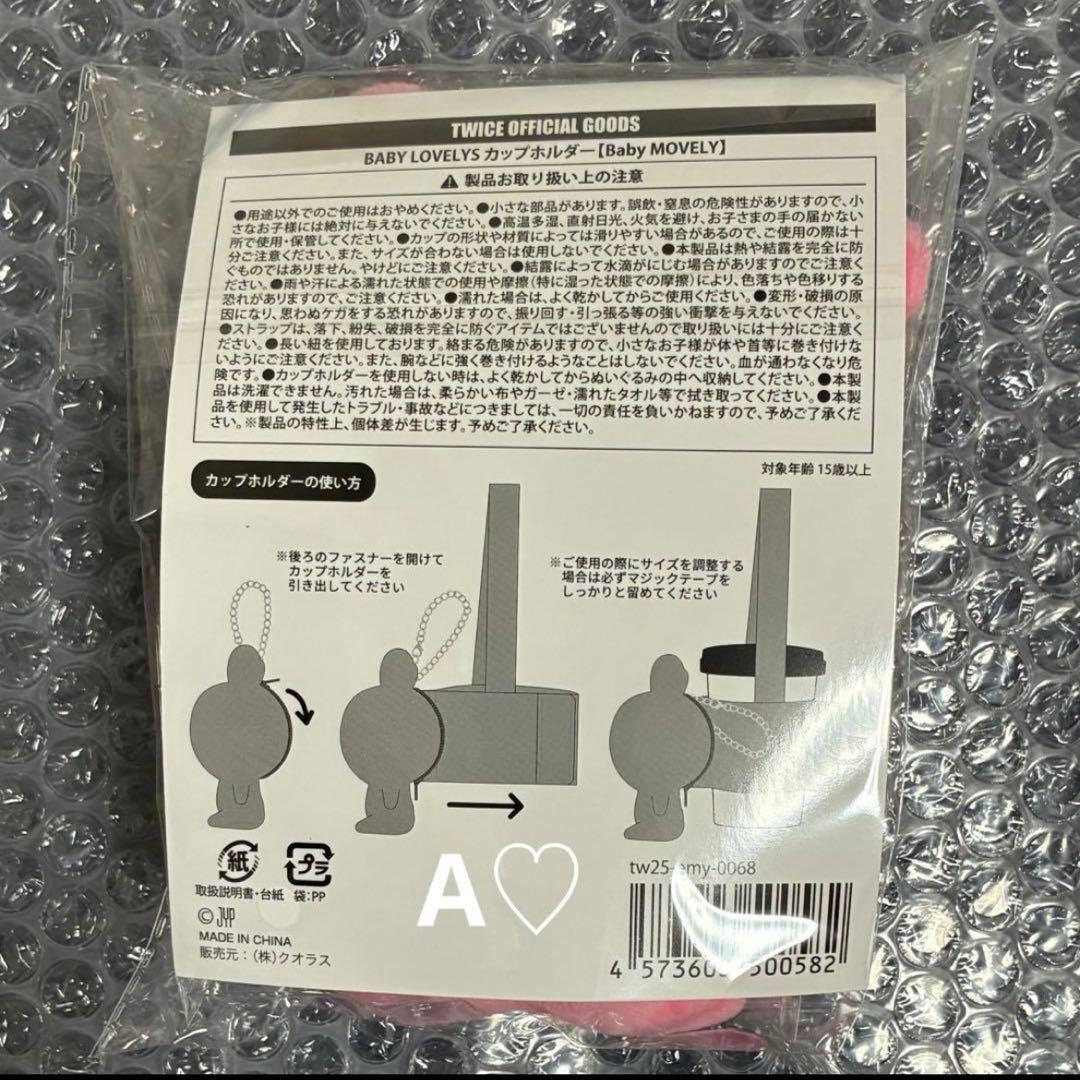 TWICE OFFICIAL GOODS
BABY LOVELYS カップホルダー【Baby MOVELY】
⚠ 製品お取り扱い上の注意
●用途以外でのご使用はおやめください。●小さな部品があります。誤飲・窒息の危険性がありますので、小
さなお子様には絶対に与えないでください。●高温多湿、直射日光、火気を避け、お子さまの手の届かない
所で使用・保管してください。●カップの形状や材質によっては滑りやすい場合があるので、ご使用の際は十
分ご注意ください。また、サイズが合わない場合は使用しないでください。●本製品は熱や結露を完全に防
ぐものではありません。やけどにご注意ください。●結露によって水滴がにじむ場合がありますのでご注意くださ
い。●雨や汗による濡れた状態での使用や摩擦(特に湿った状態での摩擦)により、色落ちや色移りする
恐れがありますので、ご注意ください。●濡れた場合は、よく乾かしてからご使用ください。●変形・破損の原
因になり、思わぬケガをする恐れがありますので、振り回す・引っ張る等の強い衝撃を与えないでください。
●ストラップは、落下、紛失、破損を完全に防ぐアイテムではございませんので取り扱いには十分にご注意くだ
さい。●長い紐を使用しております。絡まる危険がありますので、小さなお子様が体や首等に巻き付けな
いようにご注意ください。また、腕などに強く巻き付けるようなことはしないでください。血が通わなくなり危
険です。●カップホルダーを使用しない時は、よく乾かしてからぬいぐるみの中へ収納してください。●本製
品は洗濯できません。汚れた場合は、柔らかい布やガーゼ・濡れたタオル等で拭き取ってください。●本製
品を使用して発生したトラブル・事故などにつきましては、一切の責任を負いかねますので、予めご了承くだ
さい。※製品の特性上、個体差が生じます。予めご了承ください。
対象年齢 15歳以上
カップホルダーの使い方
※後ろのファスナーを開けて
カップホルダーを
引き出してください
※ご使用の際にサイズを調整する
場合は必ずマジックテープを
しっかりと留めてください
紙
プラ
取扱説明書・台紙 袋：PP
© JYP
MADE IN CHINA
販売元：(株)クオラス
A♡
tw25-emy-0068